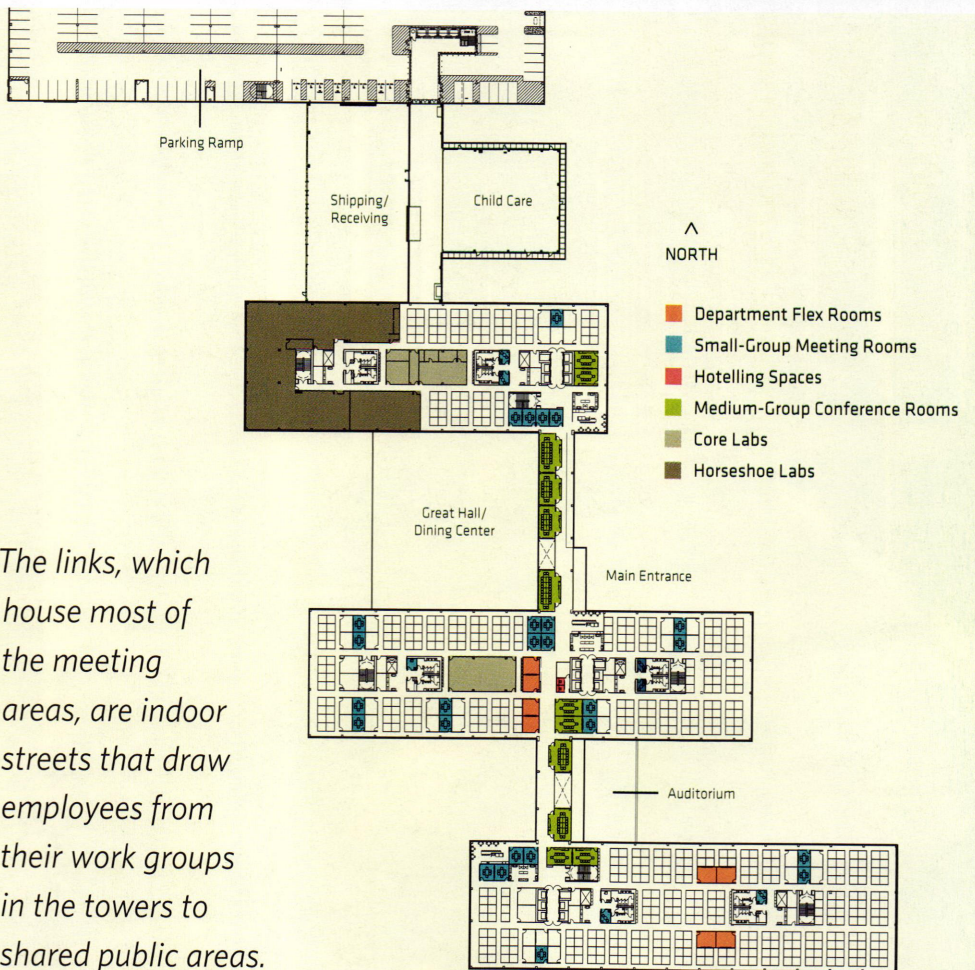 Parking Ramp
Shipping/
Receiving
Child Care
^
NORTH
Department Flex Rooms
Small-Group Meeting Rooms
Hotelling Spaces
Medium-Group Conference Rooms
Core Labs
Horseshoe Labs
Great Hall/
Dining Center
Main Entrance
The links, which
house most of
the meeting
areas, are indoor
streets that draw
employees from
their work groups
in the towers to
shared public areas.
Auditorium